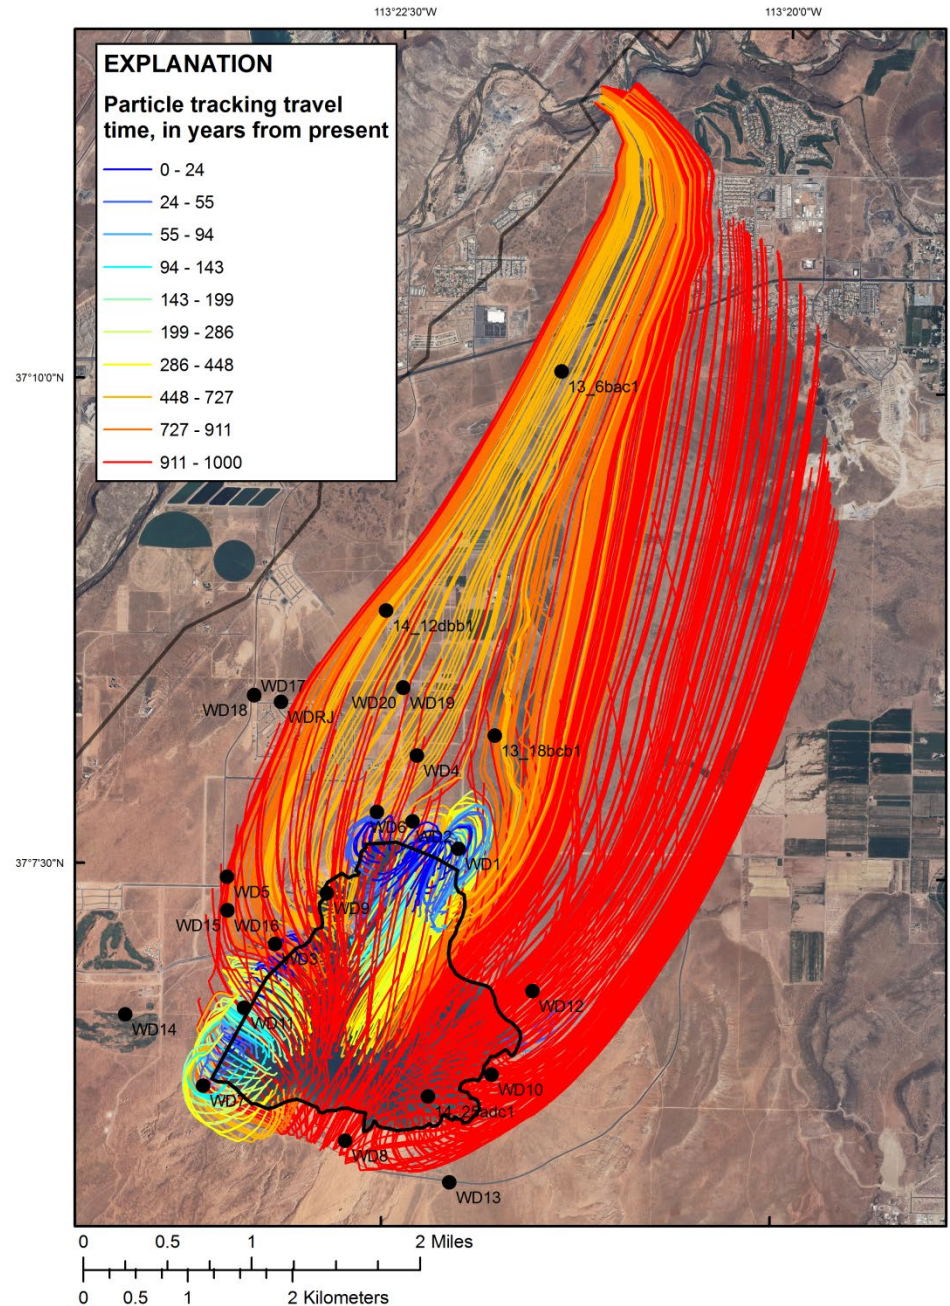 113°22'30"W
113°20'0"W
EXPLANATION
Particle tracking travel
time, in years from present
0 - 24
24 - 55
55 - 94
94 - 143
143 - 199
199 - 286
286 - 448
448 - 727
727 - 911
911 - 1000
37°10'0"N
13_6bac1
14_12dbb1
WD17
WD18
WDRJ
WD20
WD19
13_18bcb1
WD4
WD6
WD2
WD1
37°7'30"N
WD5
WD9
WD15
WD16
WD3
WD12
WD11
WD14
WD7
WD10
14_25adc1
WD8
WD13
0 0.5 1 2 Miles
0 0.5 1 2 Kilometers